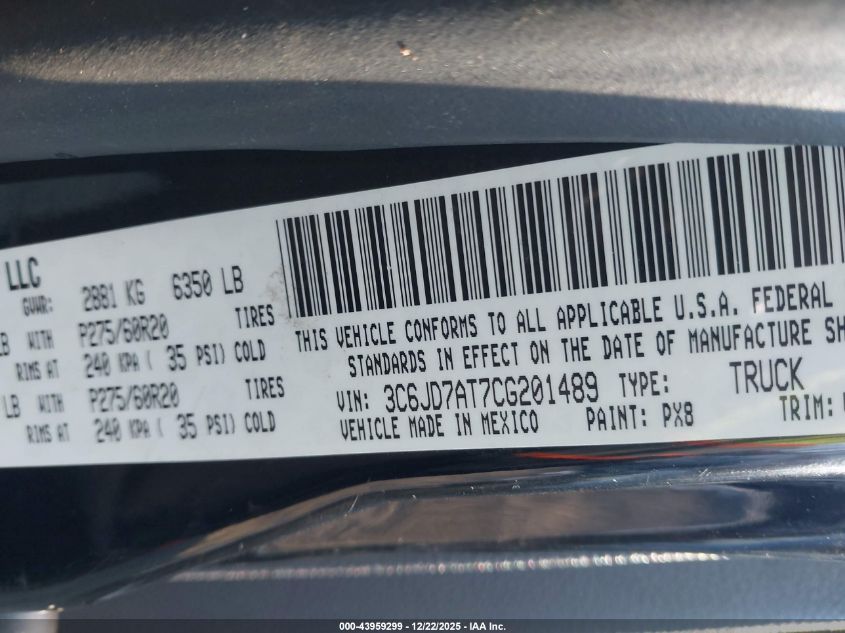 LLC
GVWR: 2881 KG 6350 LB
LB WITH P275/60R20 TIRES
RIMS AT 240 KPA ( 35 PSI) COLD
LB WITH P275/60R20 TIRES
RIMS AT 240 KPA ( 35 PSI) COLD
THIS VEHICLE CONFORMS TO ALL APPLICABLE U.S.A. FEDERAL
STANDARDS IN EFFECT ON THE DATE OF MANUFACTURE SH
VIN: 3C6JD7AT7CG201489 TYPE: TRUCK
VEHICLE MADE IN MEXICO PAINT: PX8 TRIM:
000-43959299 - 12/22/2025 - IAA Inc.